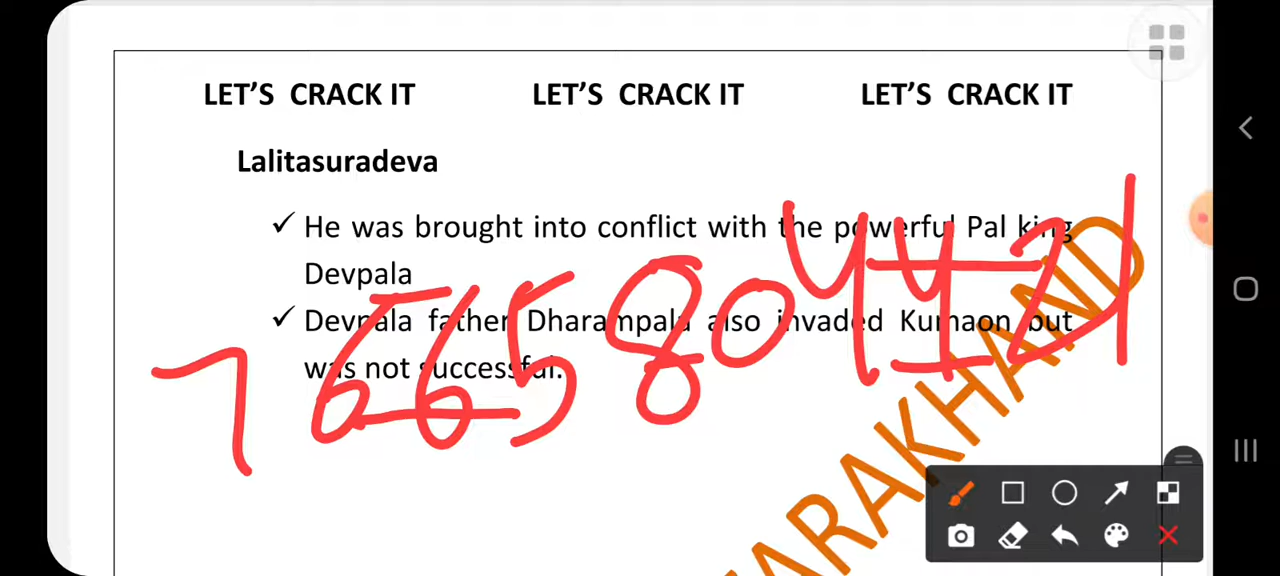 LET'S CRACK IT LET'S CRACK IT LET'S CRACK IT
Lalitasuradeva
✓ He was brought into conflict with the powerful Pal king
Devpala
✓ Devpala father Dharampala also invaded Kumaon but
was not successful.
7665804421
TARAKHAND